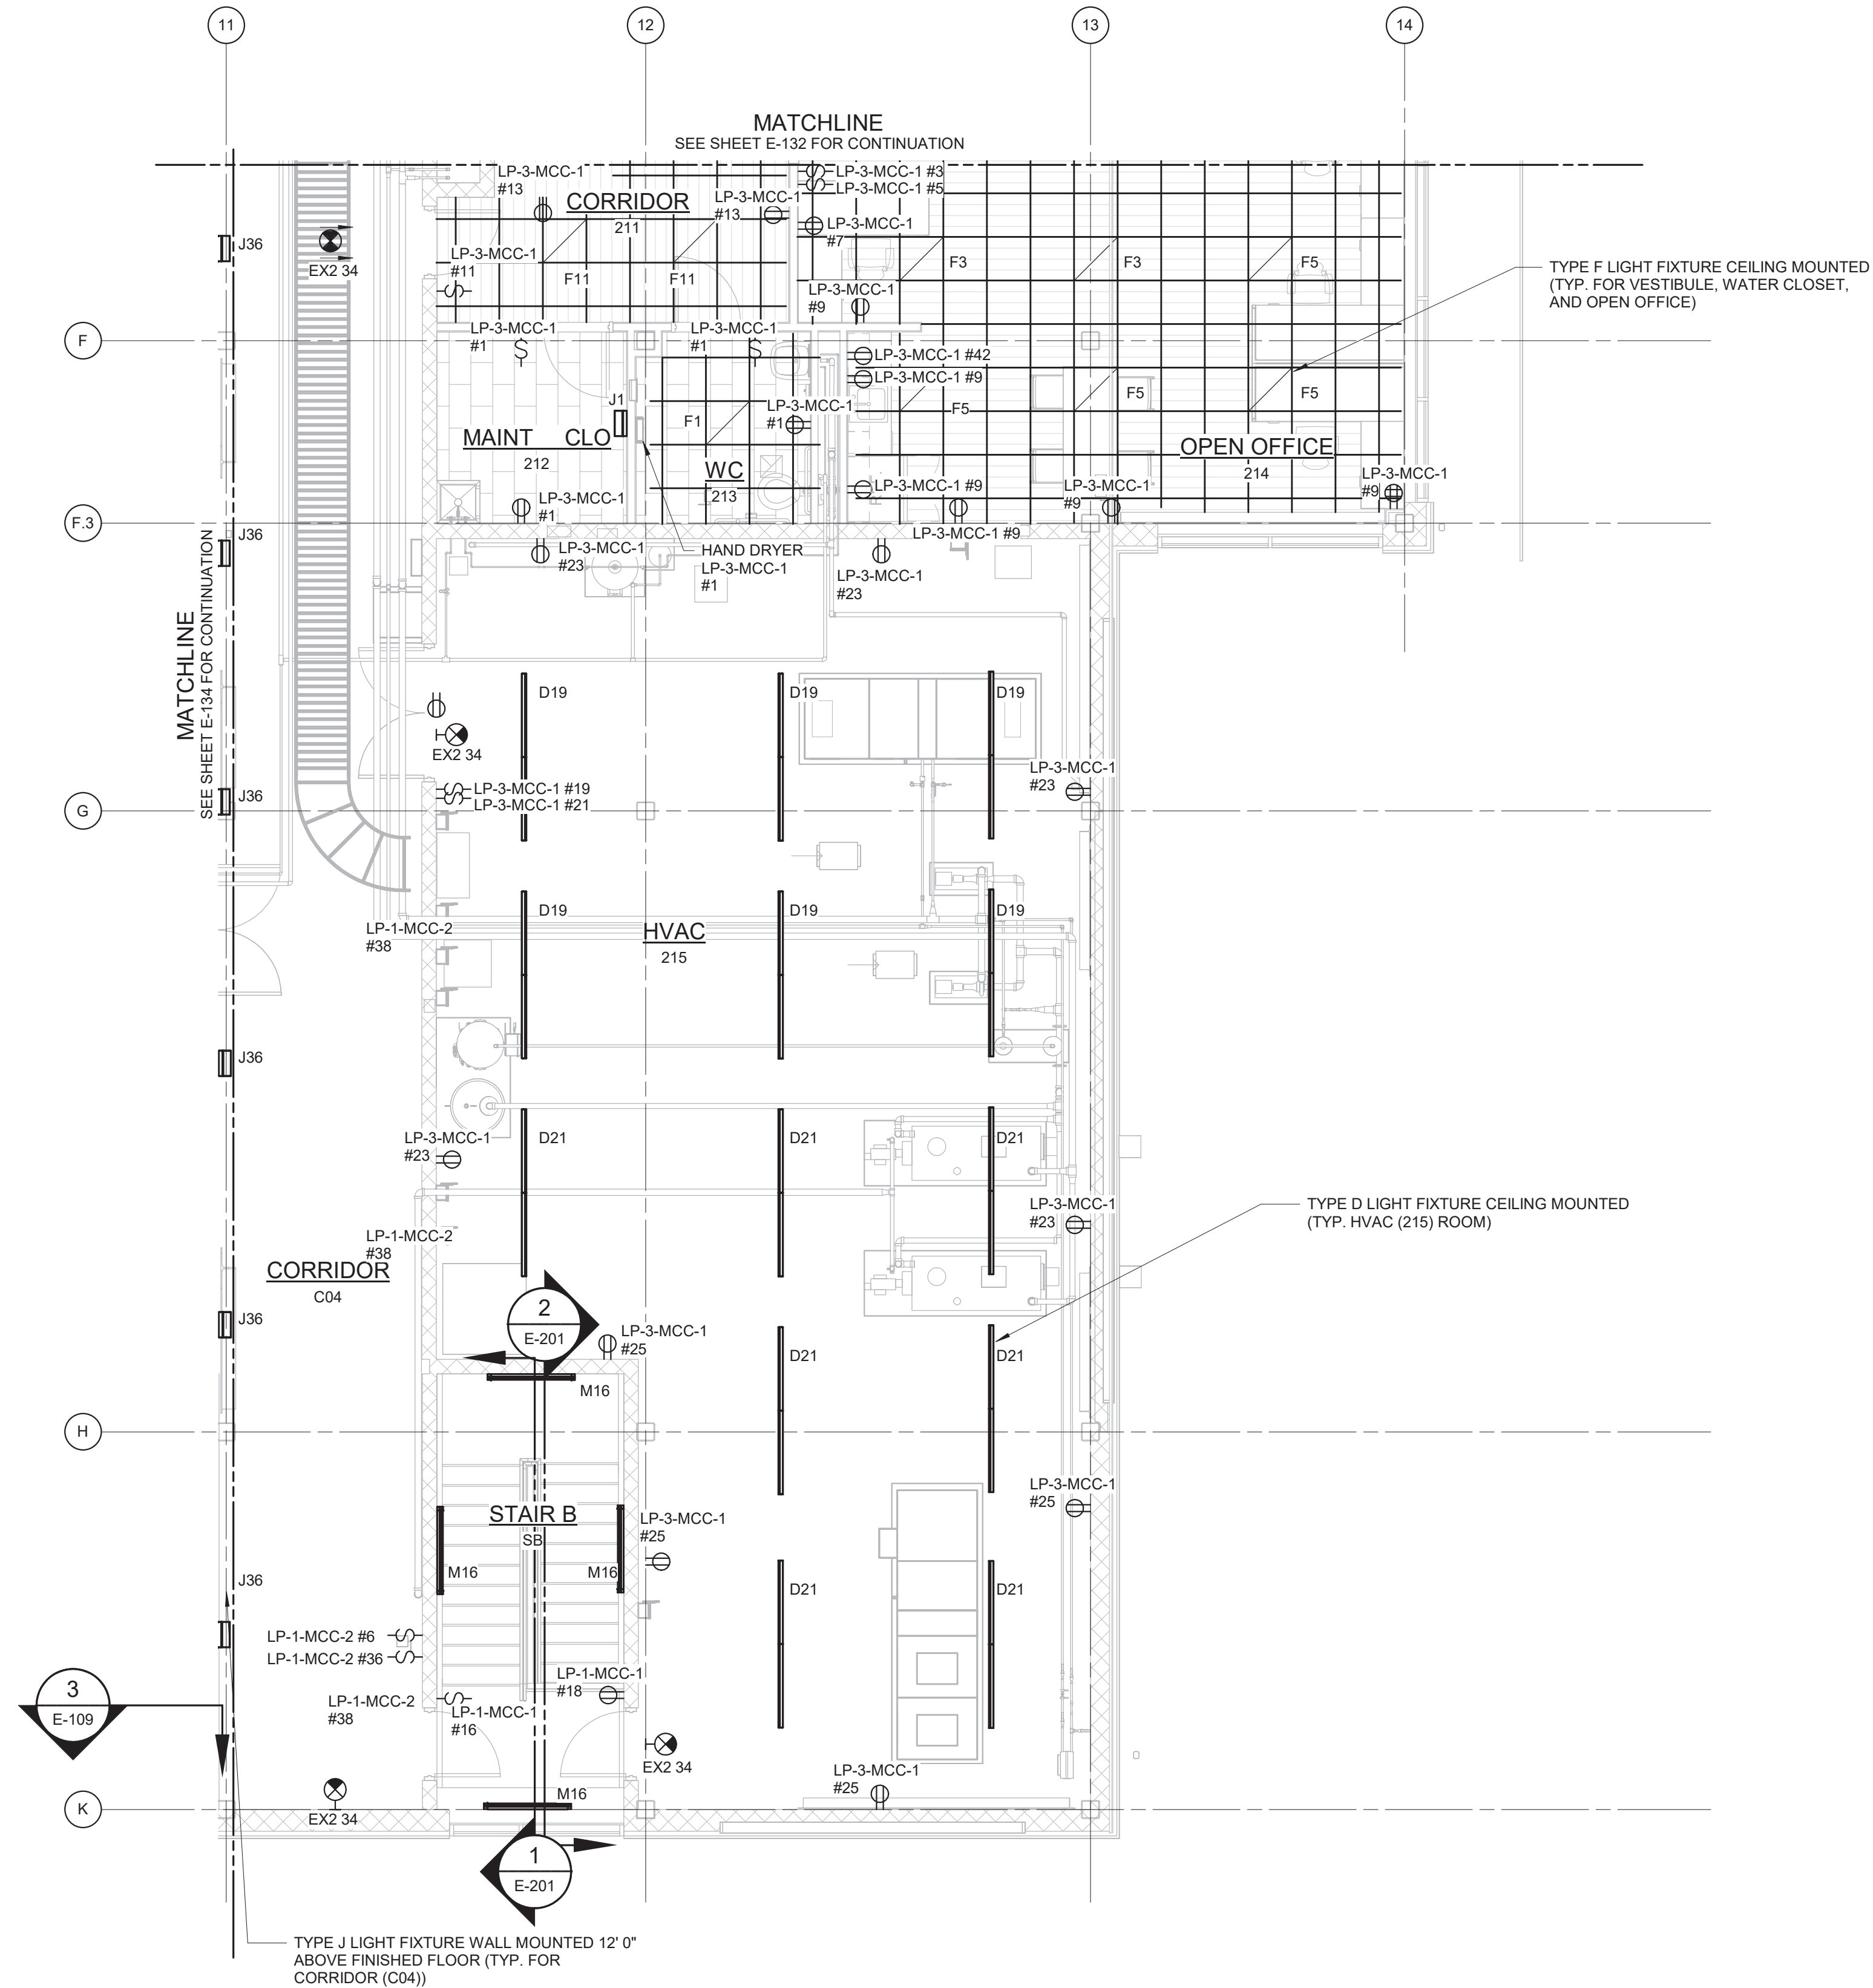 11
12
13
14
MATCHLINE
SEE SHEET E-132 FOR CONTINUATION
LP-3-MCC-1
#13
CORRIDOR
211
LP-3-MCC-1
#13
LP-3-MCC-1 #3
LP-3-MCC-1 #5
LP-3-MCC-1
#7
J36
EX2 34
LP-3-MCC-1
#11
F11
F11
F3
F3
F5
TYPE F LIGHT FIXTURE CEILING MOUNTED
(TYP. FOR VESTIBULE, WATER CLOSET,
AND OPEN OFFICE)
LP-3-MCC-1
#9
F
LP-3-MCC-1
#1
LP-3-MCC-1
#1
LP-3-MCC-1 #42
LP-3-MCC-1 #9
J1
F1
LP-3-MCC-1
#1
F5
F5
F5
MAINT CLO
212
WC
213
OPEN OFFICE
214
LP-3-MCC-1
#1
LP-3-MCC-1 #9
LP-3-MCC-1
#9
LP-3-MCC-1
#9
F.3
J36
LP-3-MCC-1
#23
HAND DRYER
LP-3-MCC-1
#1
LP-3-MCC-1 #9
LP-3-MCC-1
#23
MATCHLINE
SEE SHEET E-134 FOR CONTINUATION
D19
D19
D19
EX2 34
LP-3-MCC-1
#23
J36
LP-3-MCC-1 #19
LP-3-MCC-1 #21
G
D19
D19
D19
LP-1-MCC-2
#38
HVAC
215
J36
LP-3-MCC-1
#23
D21
D21
D21
LP-3-MCC-1
#23
TYPE D LIGHT FIXTURE CEILING MOUNTED
(TYP. HVAC (215) ROOM)
LP-1-MCC-2
#38
CORRIDOR
C04
J36
2
E-201
LP-3-MCC-1
#25
D21
D21
M16
H
LP-3-MCC-1
#25
STAIR B
SB
LP-3-MCC-1
#25
J36
M16
M16
D21
D21
LP-1-MCC-2 #6
LP-1-MCC-2 #36
LP-1-MCC-1
#18
3
E-109
LP-1-MCC-2
#38
LP-1-MCC-1
#16
EX2 34
LP-3-MCC-1
#25
M16
K
EX2 34
1
E-201
TYPE J LIGHT FIXTURE WALL MOUNTED 12' 0"
ABOVE FINISHED FLOOR (TYP. FOR
CORRIDOR (C04))